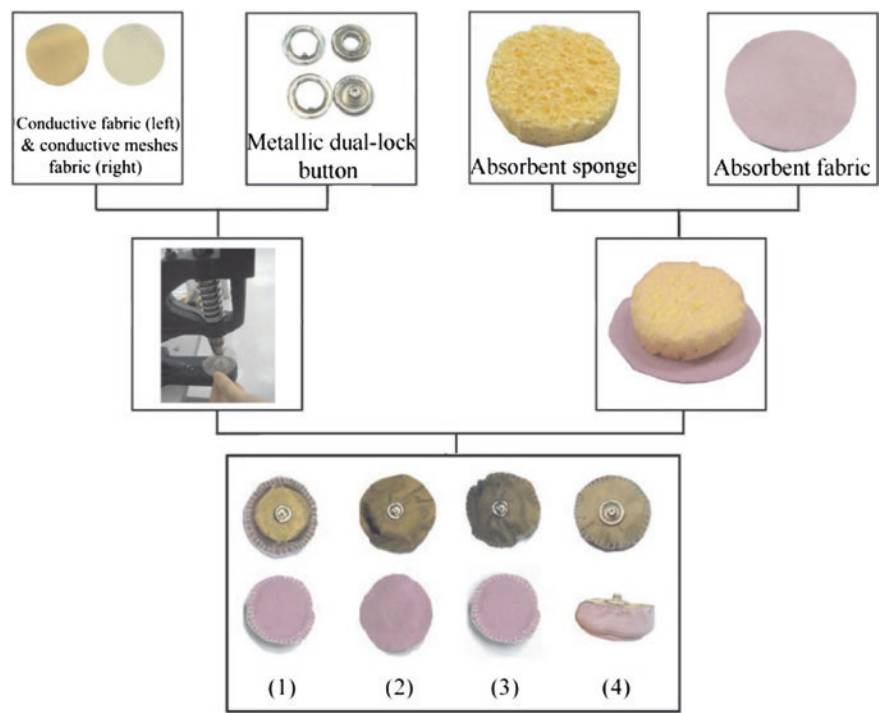 Conductive fabric (left)
& conductive meshes
fabric (right)
Metallic dual-lock
button
Absorbent sponge
Absorbent fabric
(1)
(2)
(3)
(4)